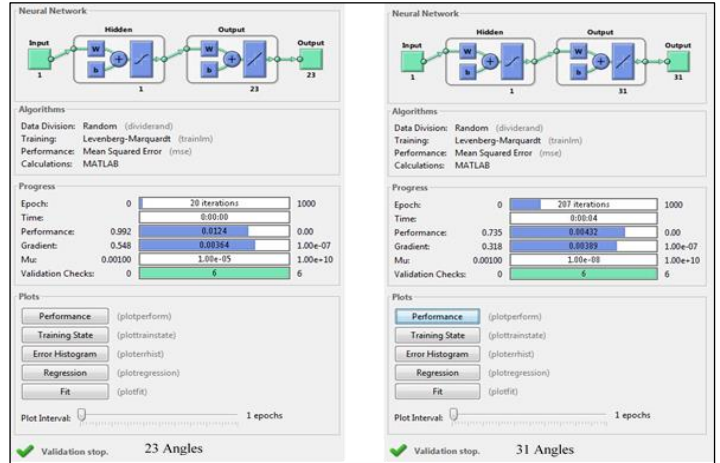 Neural Network
Hidden
Output
Input
Output
W
b
W
b
1
1
23
23
Algorithms
Data Division: Random (dividerand)
Training: Levenberg-Marquardt (trainlm)
Performance: Mean Squared Error (mse)
Calculations: MATLAB
Progress
Epoch: 0 20 iterations 1000
Time: 0:00:00
Performance: 0.992 0.0124 0.00
Gradient: 0.548 0.00364 1.00e-07
Mu: 0.00100 1.00e-05 1.00e+10
Validation Checks: 0 6 6
Plots
Performance (plotperform)
Training State (plottrainstate)
Error Histogram (ploterrhist)
Regression (plotregression)
Fit (plotfit)
Plot Interval: 1 epochs
Validation stop. 23 Angles
Neural Network
Hidden
Output
Input
Output
W
b
W
b
1
1
31
31
Algorithms
Data Division: Random (dividerand)
Training: Levenberg-Marquardt (trainlm)
Performance: Mean Squared Error (mse)
Calculations: MATLAB
Progress
Epoch: 0 207 iterations 1000
Time: 0:00:04
Performance: 0.735 0.00432 0.00
Gradient: 0.318 0.00389 1.00e-07
Mu: 0.00100 1.00e-08 1.00e+10
Validation Checks: 0 6 6
Plots
Performance (plotperform)
Training State (plottrainstate)
Error Histogram (ploterrhist)
Regression (plotregression)
Fit (plotfit)
Plot Interval: 1 epochs
Validation stop. 31 Angles